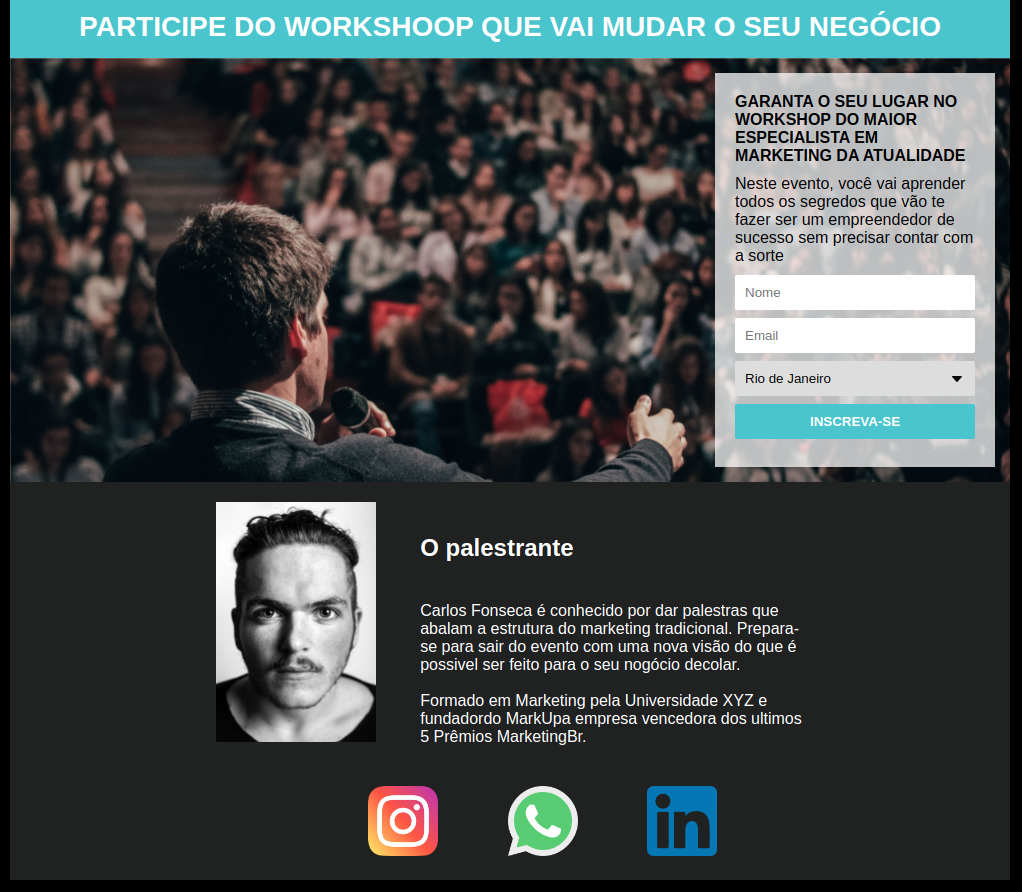 PARTICIPE DO WORKSHOOP QUE VAI MUDAR O SEU NEGÓCIO
GARANTA O SEU LUGAR NO
WORKSHOP DO MAIOR
ESPECIALISTA EM
MARKETING DA ATUALIDADE
Neste evento, você vai aprender
todos os segredos que vão te
fazer ser um empreendedor de
sucesso sem precisar contar com
a sorte
Nome
Email
Rio de Janeiro
INSCREVA-SE
O palestrante
Carlos Fonseca é conhecido por dar palestras que
abalam a estrutura do marketing tradicional. Prepara-
se para sair do evento com uma nova visão do que é
possivel ser feito para o seu nogócio decolar.
Formado em Marketing pela Universidade XYZ e
fundadordo MarkUpa empresa vencedora dos ultimos
5 Prêmios MarketingBr.
in